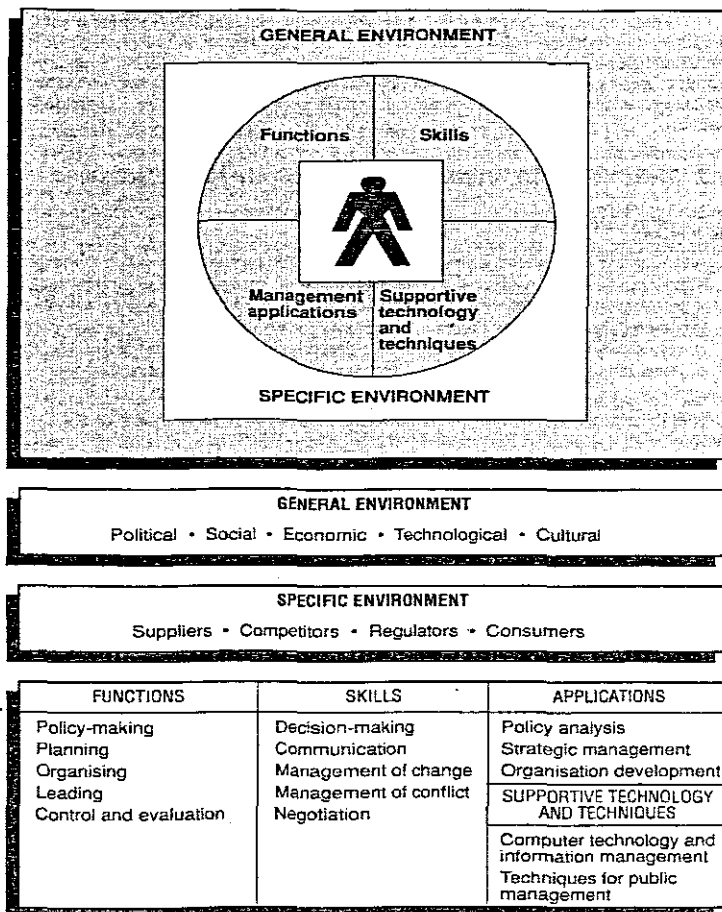 GENERAL ENVIRONMENT
Functions
Skills
Management
applications
Supportive
technology
and
techniques
SPECIFIC ENVIRONMENT
GENERAL ENVIRONMENT
Political • Social • Economic • Technological • Cultural
SPECIFIC ENVIRONMENT
Suppliers • Competitors • Regulators • Consumers
FUNCTIONS
Policy-making
Planning
Organising
Leading
Control and evaluation
SKILLS
Decision-making
Communication
Management of change
Management of conflict
Negotiation
APPLICATIONS
Policy analysis
Strategic management
Organisation development
SUPPORTIVE TECHNOLOGY
AND TECHNIQUES
Computer technology and
information management
Techniques for public
management